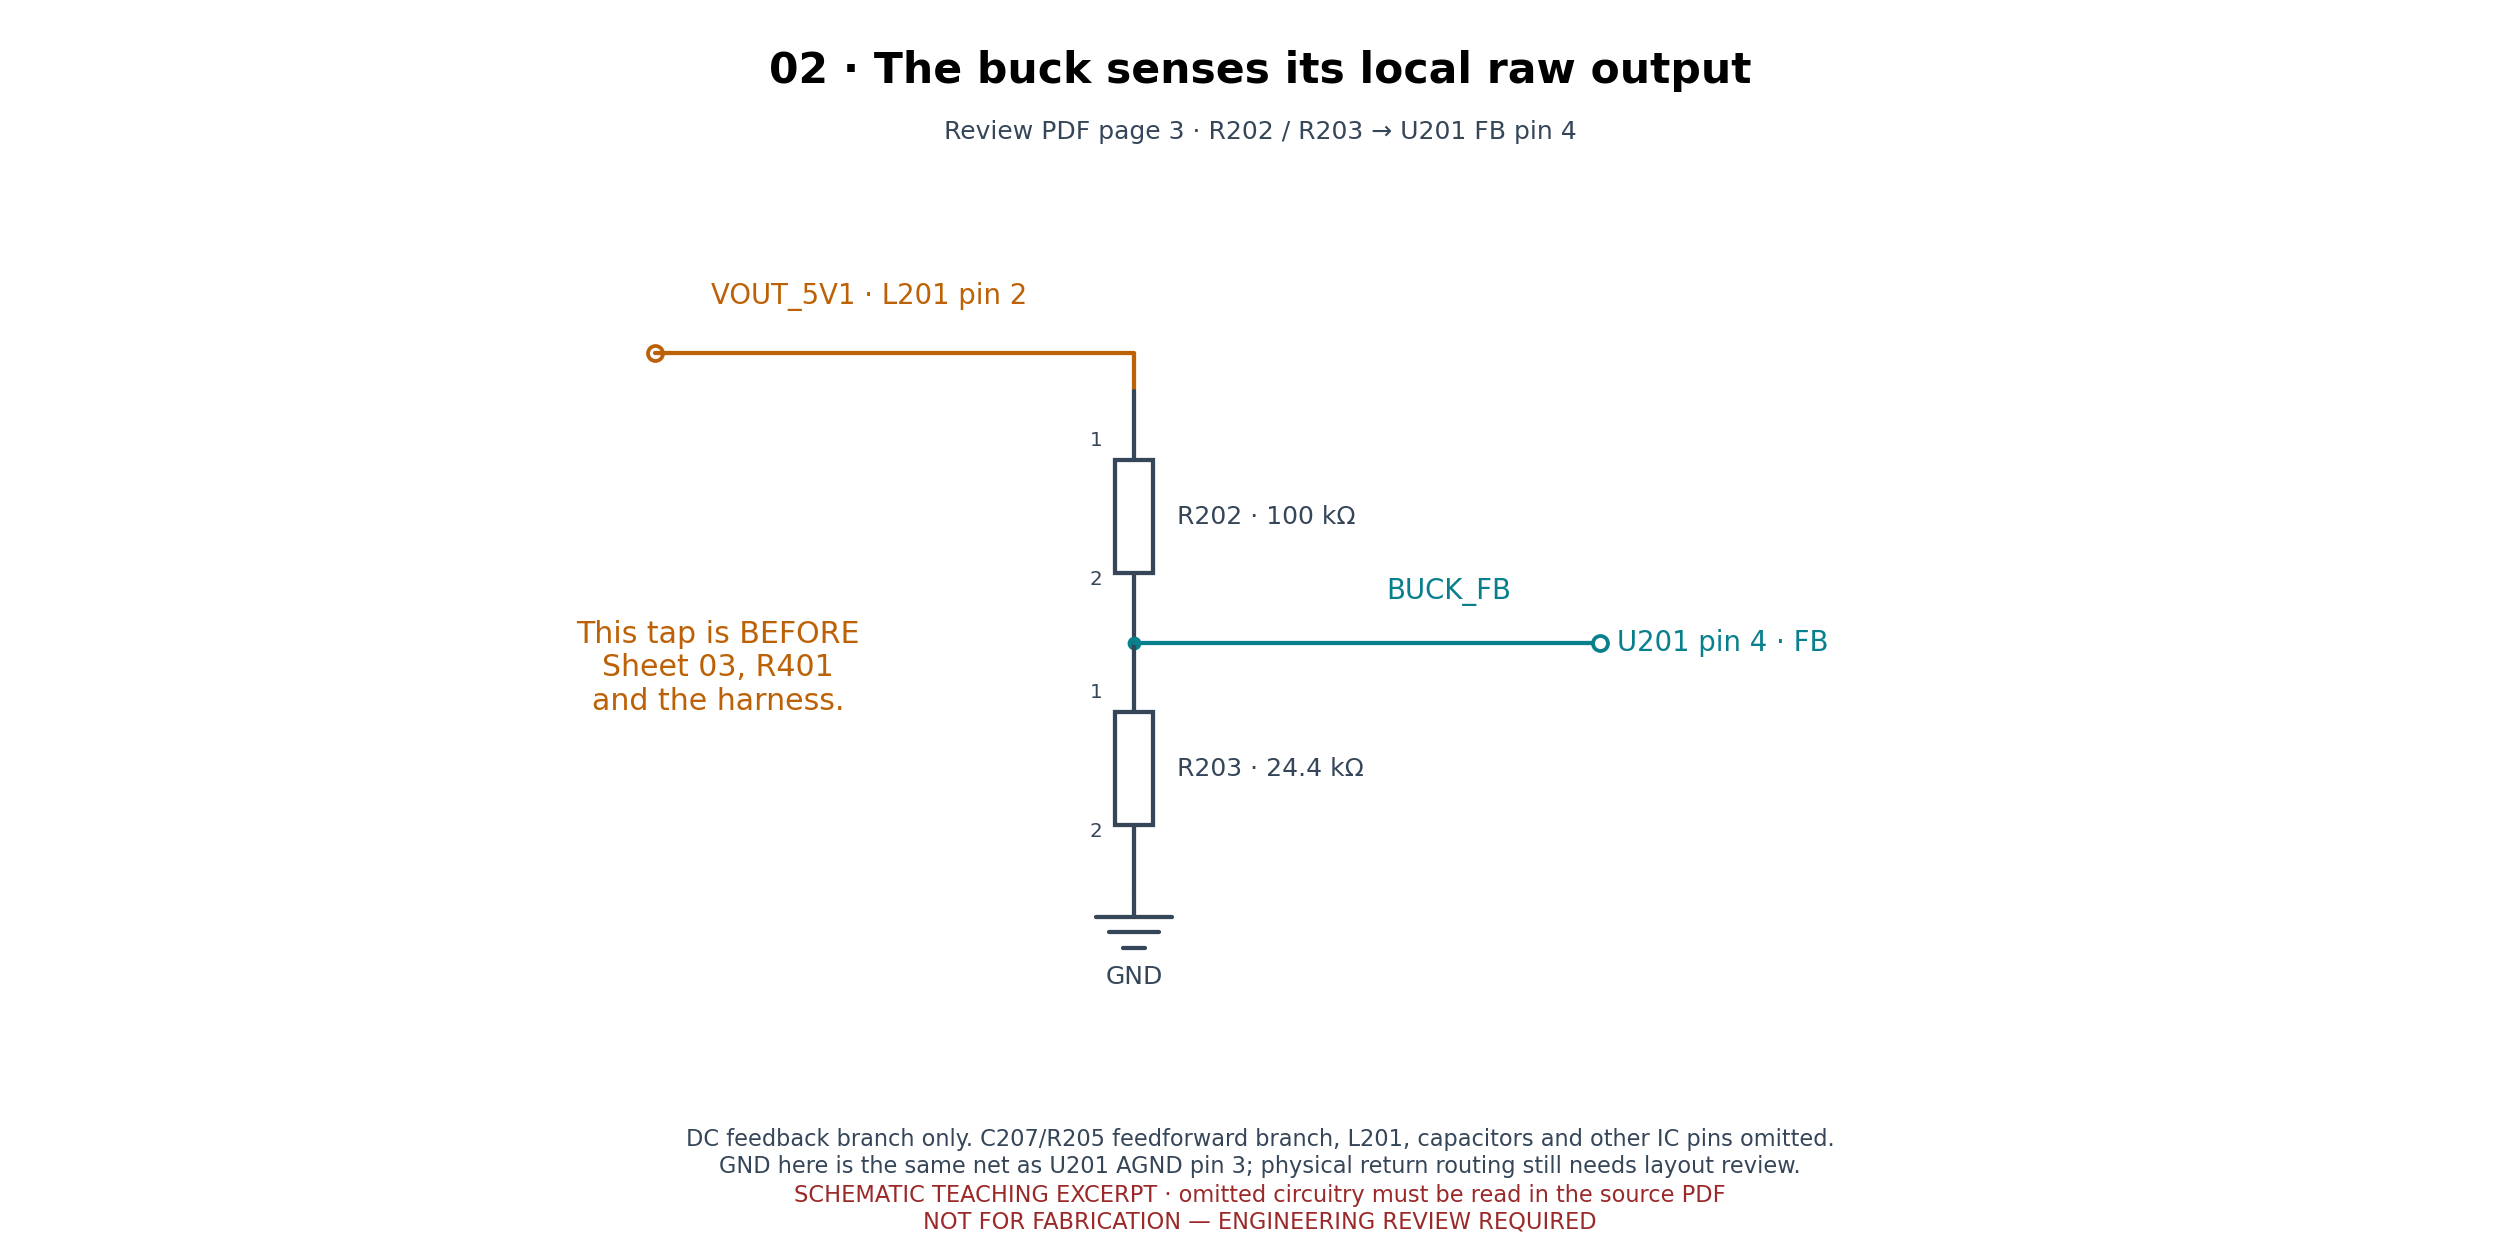 02 · The buck senses its local raw output
Review PDF page 3 · R202 / R203 → U201 FB pin 4
VOUT_5V1 · L201 pin 2
1
R202 · 100 kΩ
2
BUCK_FB
U201 pin 4 · FB
This tap is BEFORE
Sheet 03, R401
and the harness.
1
R203 · 24.4 kΩ
2
GND
DC feedback branch only. C207/R205 feedforward branch, L201, capacitors and other IC pins omitted.
GND here is the same net as U201 AGND pin 3; physical return routing still needs layout review.
SCHEMATIC TEACHING EXCERPT · omitted circuitry must be read in the source PDF
NOT FOR FABRICATION — ENGINEERING REVIEW REQUIRED